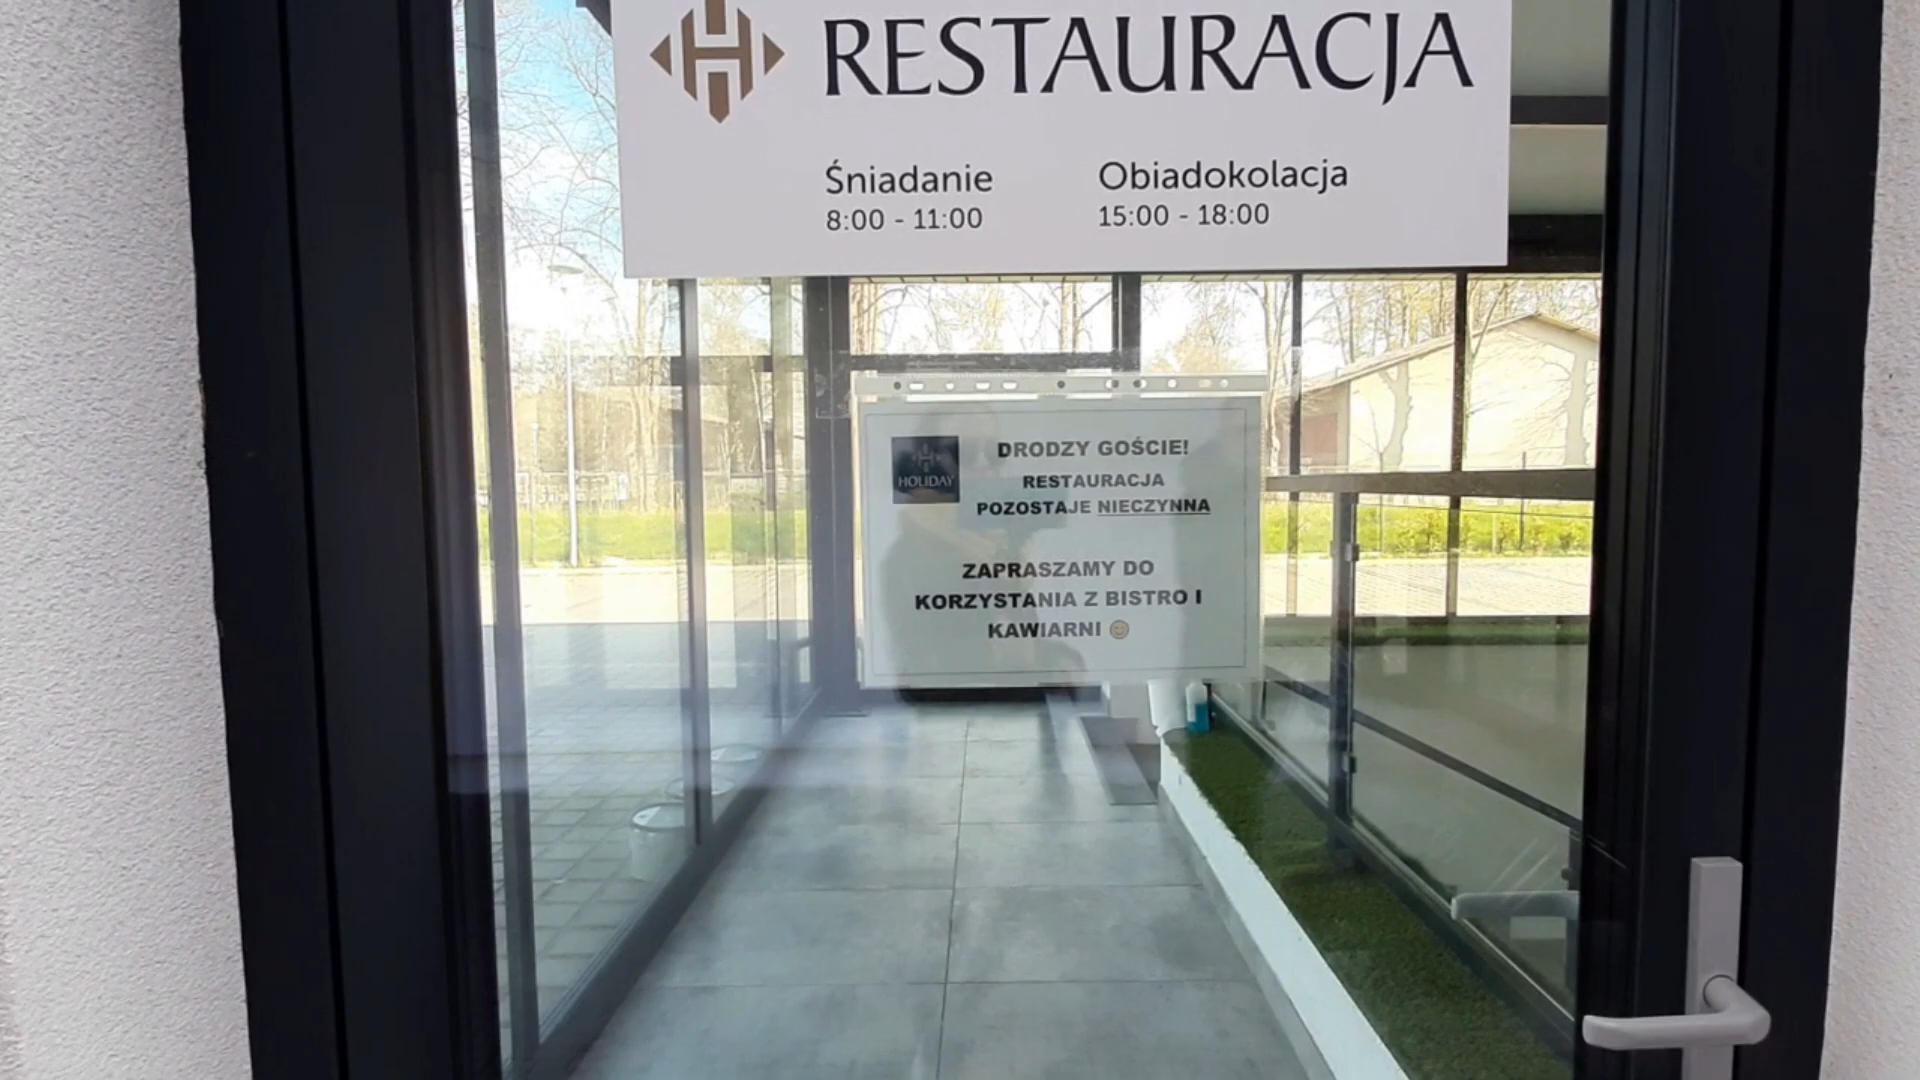 RESTAURACJA
Śniadanie
8:00 - 11:00
Obiadokolacja
15:00 - 18:00
HOLIDAY
DRODZY GOŚCIE!
RESTAURACJA
POZOSTAJE NIECZYNNA
ZAPRASZAMY DO
KORZYSTANIA Z BISTRO I
KAWIARNI 🙂